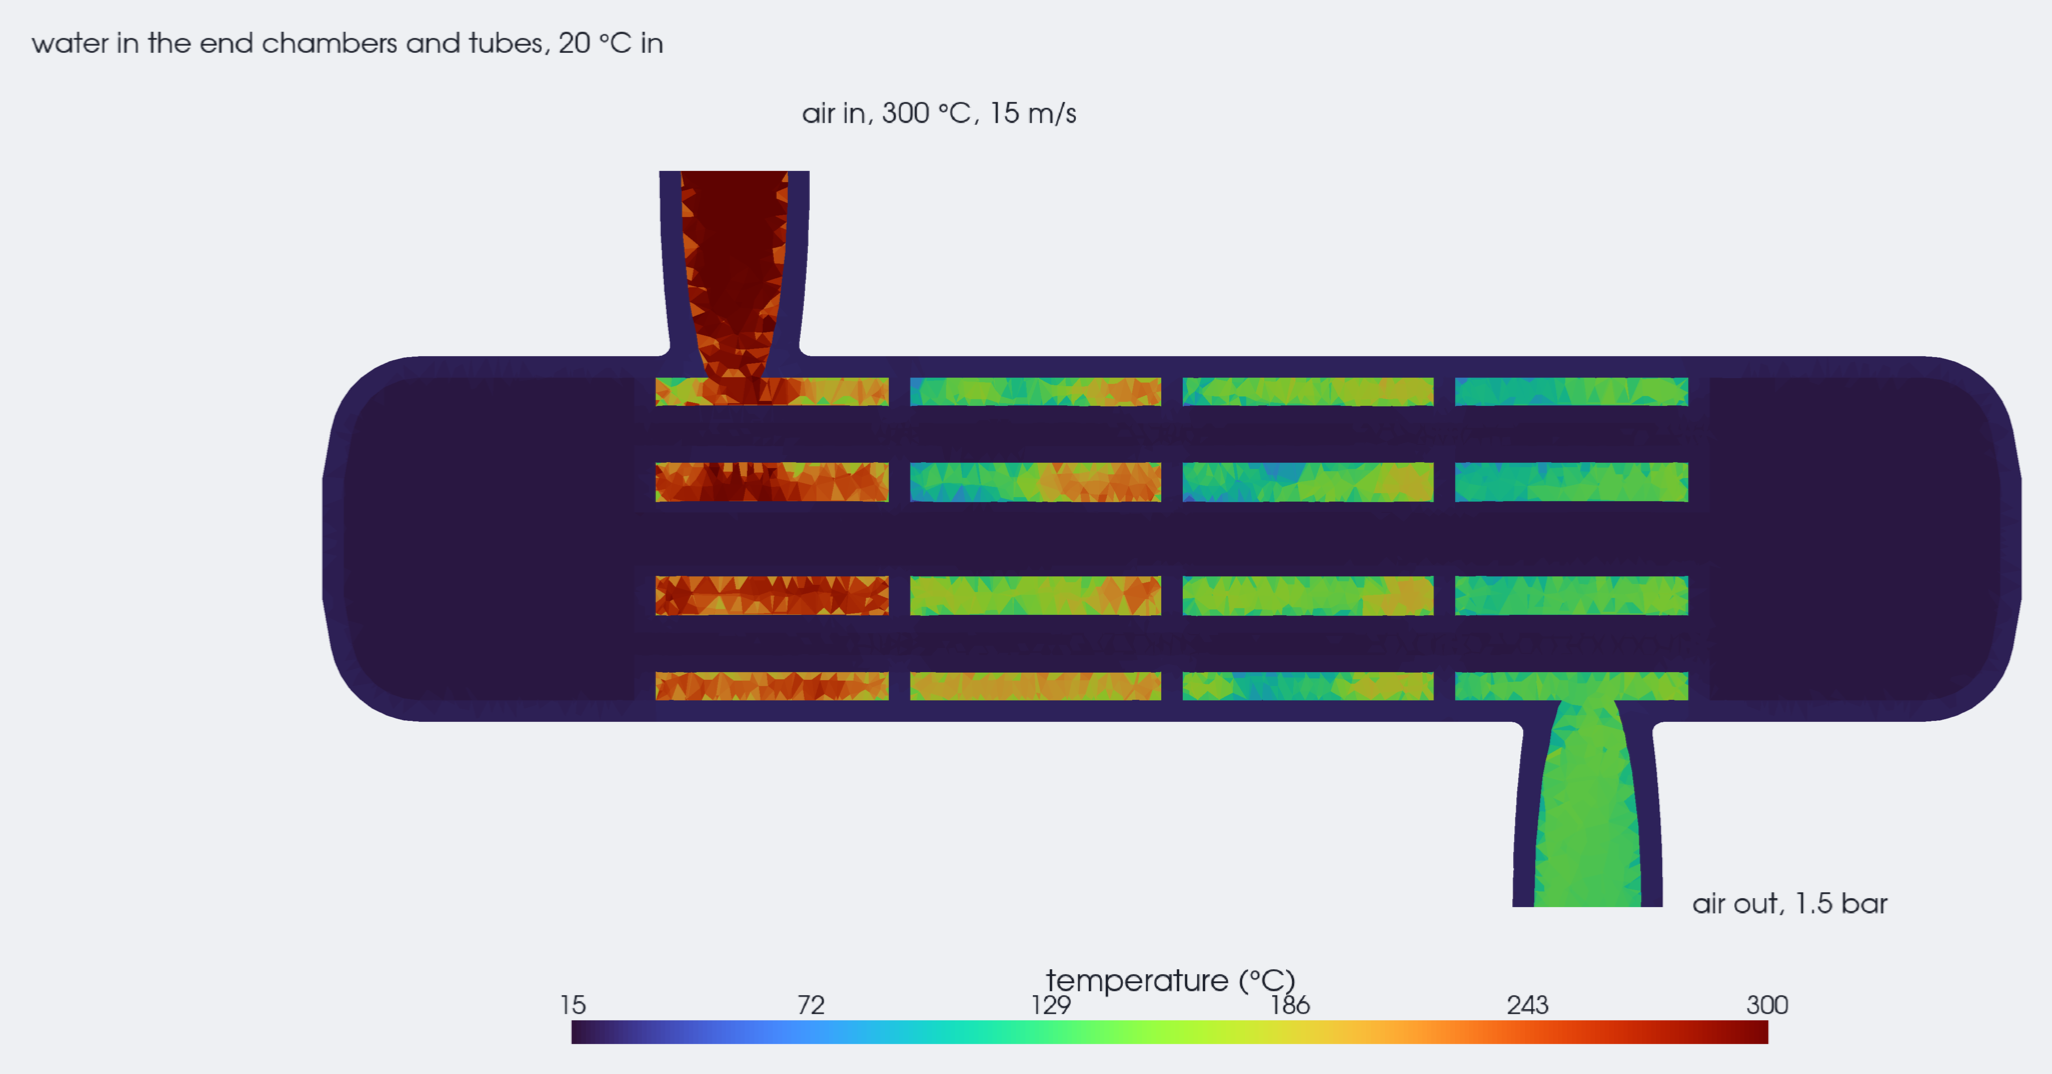 water in the end chambers and tubes, 20 °C in
air in, 300 °C, 15 m/s
air out, 1.5 bar
temperature (°C)
15 72 129 186 243 300